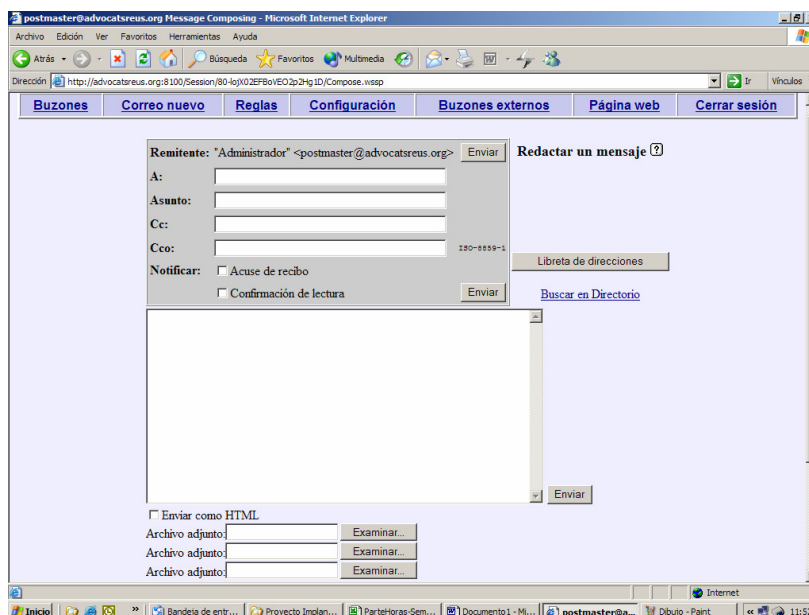 postmaster@advocatsreus.org Message Composing - Microsoft Internet Explorer
Archivo Edición Ver Favoritos Herramientas Ayuda
Atrás Búsqueda Favoritos Multimedia
Dirección http://advocatsreus.org:8100/Session/80-lojX02EFBoVEO2p2Hg1D/Compose.wssp Ir Vínculos
Buzones Correo nuevo Reglas Configuración Buzones externos Página web Cerrar sesión
Remitente: "Administrador" <postmaster@advocatsreus.org> Enviar Redactar un mensaje ?
A:
Asunto:
Cc:
Cco: ISO-8859-1
Libreta de direcciones
Notificar: Acuse de recibo
Confirmación de lectura Enviar Buscar en Directorio
Enviar
Enviar como HTML
Archivo adjunto: Examinar...
Archivo adjunto: Examinar...
Archivo adjunto: Examinar...
Internet
Inicio » Bandeja de entr... Proyecto Implan... ParteHoras-Sem... Documento1 - Mi... postmaster@a... Dibujo - Paint «